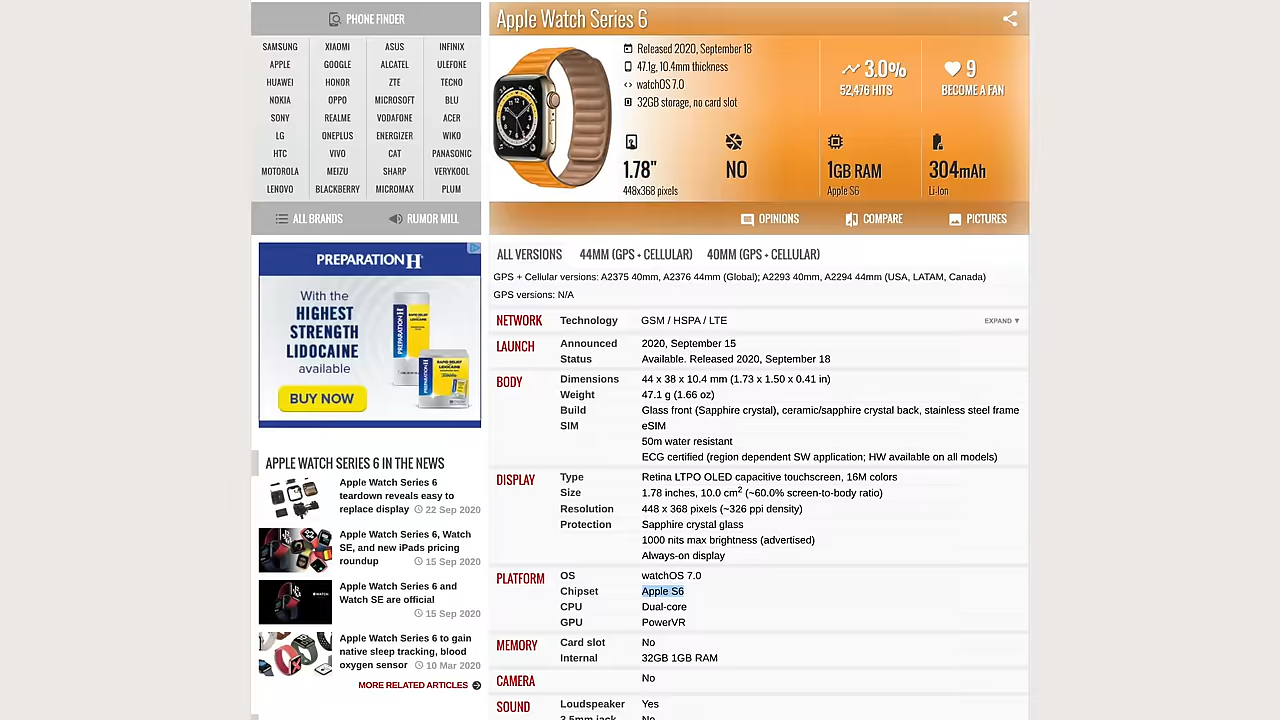 PHONE FINDER
SAMSUNG XIAOMI ASUS INFINIX
APPLE GOOGLE ALCATEL ULEFONE
HUAWEI HONOR ZTE TECNO
NOKIA OPPO MICROSOFT BLU
SONY REALME VODAFONE ACER
LG ONEPLUS ENERGIZER WIKO
HTC VIVO CAT PANASONIC
MOTOROLA MEIZU SHARP VERYKOOL
LENOVO BLACKBERRY MICROMAX PLUM
ALL BRANDS RUMOR MILL
PREPARATION H
With the
HIGHEST
STRENGTH
LIDOCAINE
available
BUY NOW
APPLE WATCH SERIES 6 IN THE NEWS
Apple Watch Series 6
teardown reveals easy to
replace display 22 Sep 2020
Apple Watch Series 6, Watch
SE, and new iPads pricing
roundup 15 Sep 2020
Apple Watch Series 6 and
Watch SE are official
15 Sep 2020
Apple Watch Series 6 to gain
native sleep tracking, blood
oxygen sensor 10 Mar 2020
MORE RELATED ARTICLES
Apple Watch Series 6
Released 2020, September 18
47.1g, 10.4mm thickness
watchOS 7.0
32GB storage, no card slot
3.0%
52,476 HITS
9
BECOME A FAN
1.78"
448x368 pixels
NO
1GB RAM
Apple S6
304mAh
Li-Ion
OPINIONS COMPARE PICTURES
ALL VERSIONS 44MM (GPS + CELLULAR) 40MM (GPS + CELLULAR)
GPS + Cellular versions: A2375 40mm, A2376 44mm (Global); A2293 40mm, A2294 44mm (USA, LATAM, Canada)
GPS versions: N/A
NETWORK Technology GSM / HSPA / LTE EXPAND ▼
LAUNCH Announced 2020, September 15
Status Available. Released 2020, September 18
BODY Dimensions 44 x 38 x 10.4 mm (1.73 x 1.50 x 0.41 in)
Weight 47.1 g (1.66 oz)
Build Glass front (Sapphire crystal), ceramic/sapphire crystal back, stainless steel frame
SIM eSIM
50m water resistant
ECG certified (region dependent SW application; HW available on all models)
DISPLAY Type Retina LTPO OLED capacitive touchscreen, 16M colors
Size 1.78 inches, 10.0 cm² (~60.0% screen-to-body ratio)
Resolution 448 x 368 pixels (~326 ppi density)
Protection Sapphire crystal glass
1000 nits max brightness (advertised)
Always-on display
PLATFORM OS watchOS 7.0
Chipset Apple S6
CPU Dual-core
GPU PowerVR
MEMORY Card slot No
Internal 32GB 1GB RAM
CAMERA No
SOUND Loudspeaker Yes
3.5mm jack No